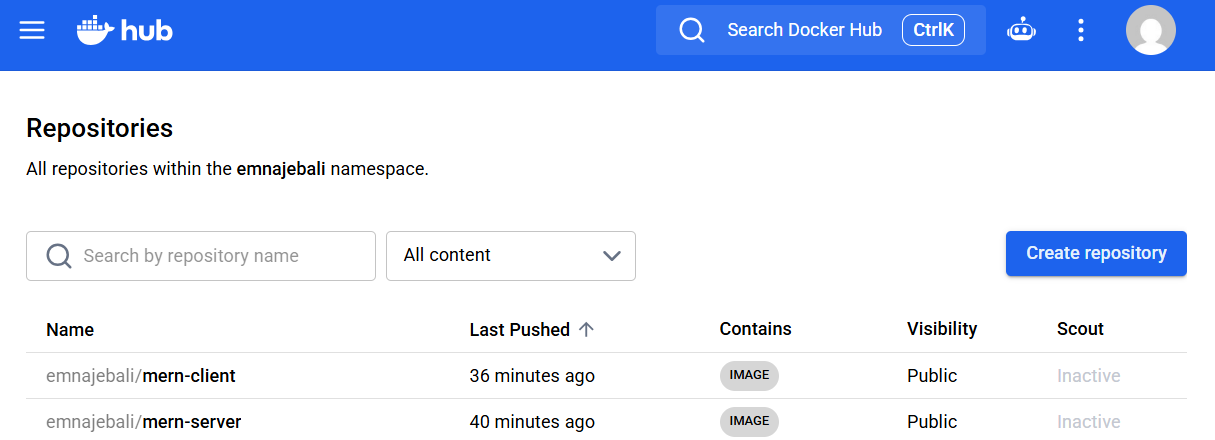 hub
Search Docker Hub CtrlK
Repositories
All repositories within the emnajebali namespace.
Search by repository name
All content
Create repository
Name Last Pushed Contains Visibility Scout
emnajebali/mern-client 36 minutes ago IMAGE Public Inactive
emnajebali/mern-server 40 minutes ago IMAGE Public Inactive